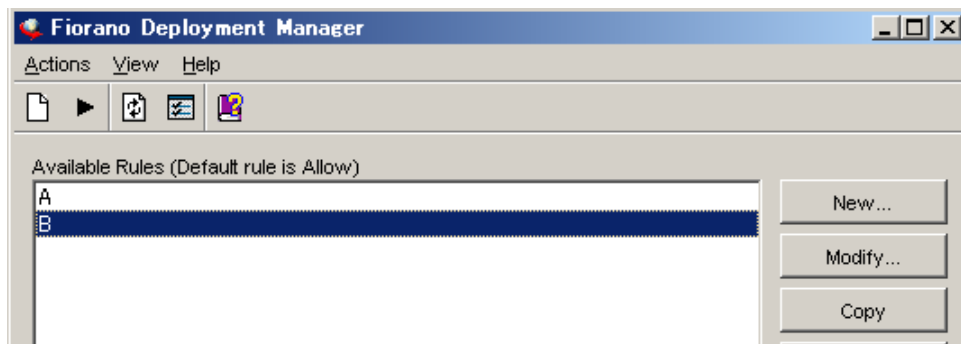 Fiorano Deployment Manager
Actions View Help
Available Rules (Default rule is Allow)
A
B
New...
Modify...
Copy